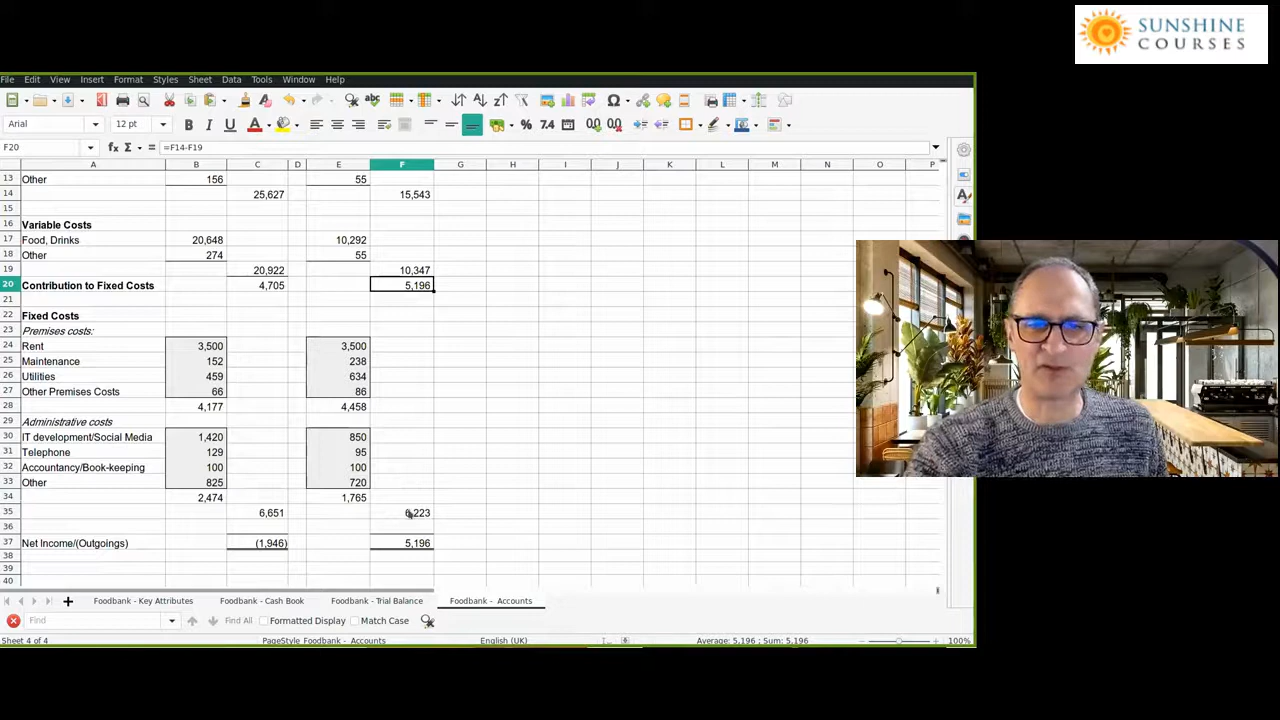 SUNSHINE
COURSES
File Edit View Insert Format Styles Sheet Data Tools Window Help
Arial 12 pt
F20 =F14-F19
A B C D E F G H I J K L M N O P
13 Other 156 55
14 25,627 15,543
15
16 Variable Costs
17 Food, Drinks 20,648 10,292
18 Other 274 55
19 20,922 10,347
20 Contribution to Fixed Costs 4,705 5,196
21
22 Fixed Costs
23 Premises costs:
24 Rent 3,500 3,500
25 Maintenance 152 238
26 Utilities 459 634
27 Other Premises Costs 66 86
28 4,177 4,458
29 Administrative costs
30 IT development/Social Media 1,420 850
31 Telephone 129 95
32 Accountancy/Book-keeping 100 100
33 Other 825 720
34 2,474 1,765
35 6,651 6,223
36
37 Net Income/(Outgoings) (1,946) 5,196
38
39
40
Foodbank - Key Attributes Foodbank - Cash Book Foodbank - Trial Balance Foodbank - Accounts
Find Find All Formatted Display Match Case
Sheet 4 of 4 PageStyle Foodbank - Accounts English (UK) Average: 5,196 ; Sum: 5,196 100%